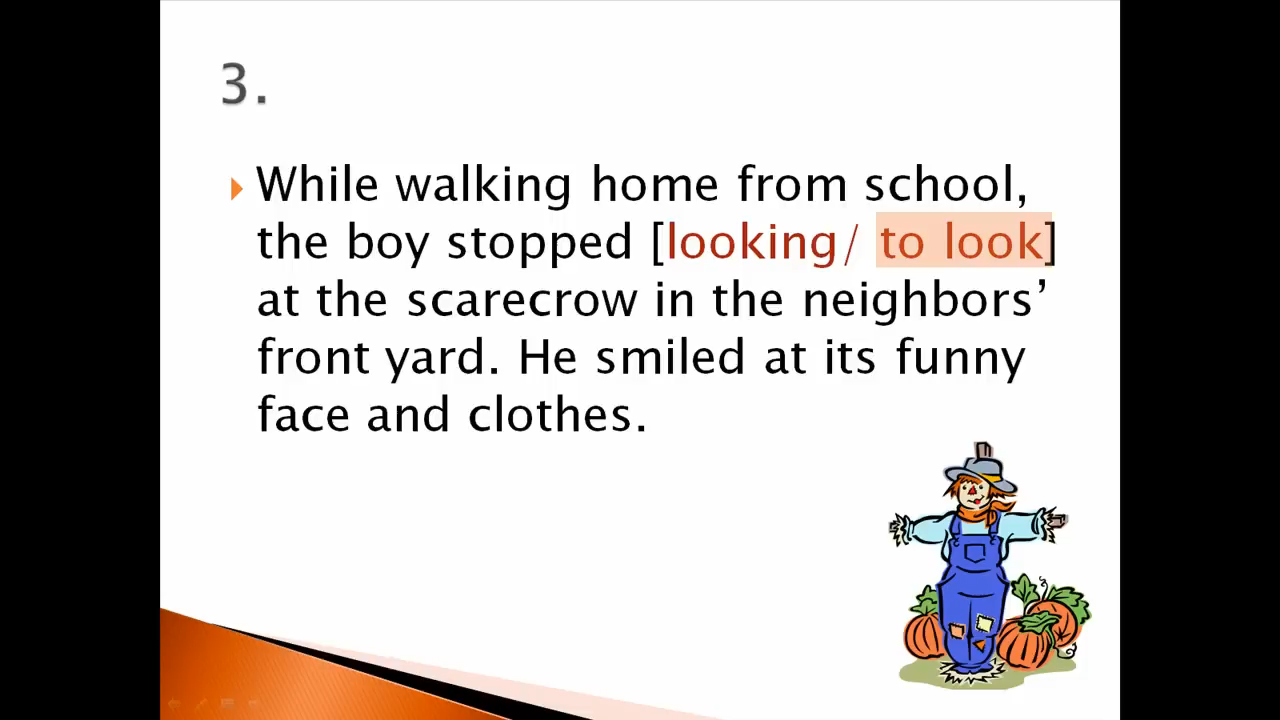 3.
While walking home from school,
the boy stopped [looking/ to look]
at the scarecrow in the neighbors’
front yard. He smiled at its funny
face and clothes.